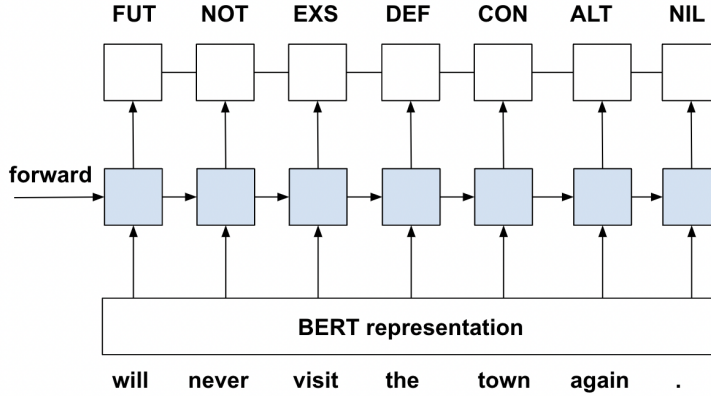 FUT NOT EXS DEF CON ALT NIL
forward
BERT representation
will never visit the town again .